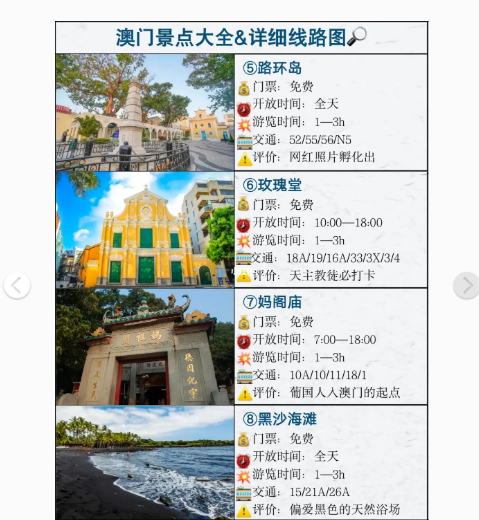 澳门景点大全&详细线路图
⑤路环岛
门票：免费
开放时间：全天
游览时间：1—3h
交通：52/55/56/N5
评价：网红照片孵化出
⑥玫瑰堂
门票：免费
开放时间：10:00—18:00
游览时间：1—3h
交通：18A/19/16A/33/3X/3/4
评价：天主教徒必打卡
⑦妈阁庙
门票：免费
开放时间：7:00—18:00
游览时间：1—3h
交通：10A/10/11/18/1
评价：葡国人入澳门的起点
⑧黑沙海滩
门票：免费
开放时间：全天
游览时间：1—3h
交通：15/21A/26A
评价：偏爱黑色的天然浴场